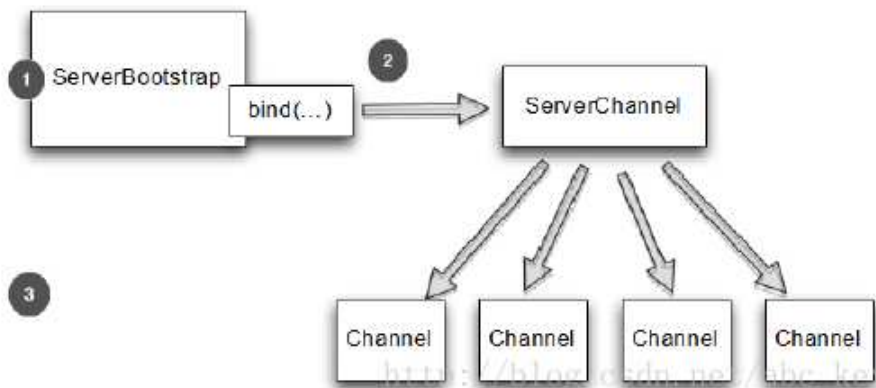 1
ServerBootstrap
2
bind(...)
ServerChannel
3
Channel
Channel
Channel
Channel